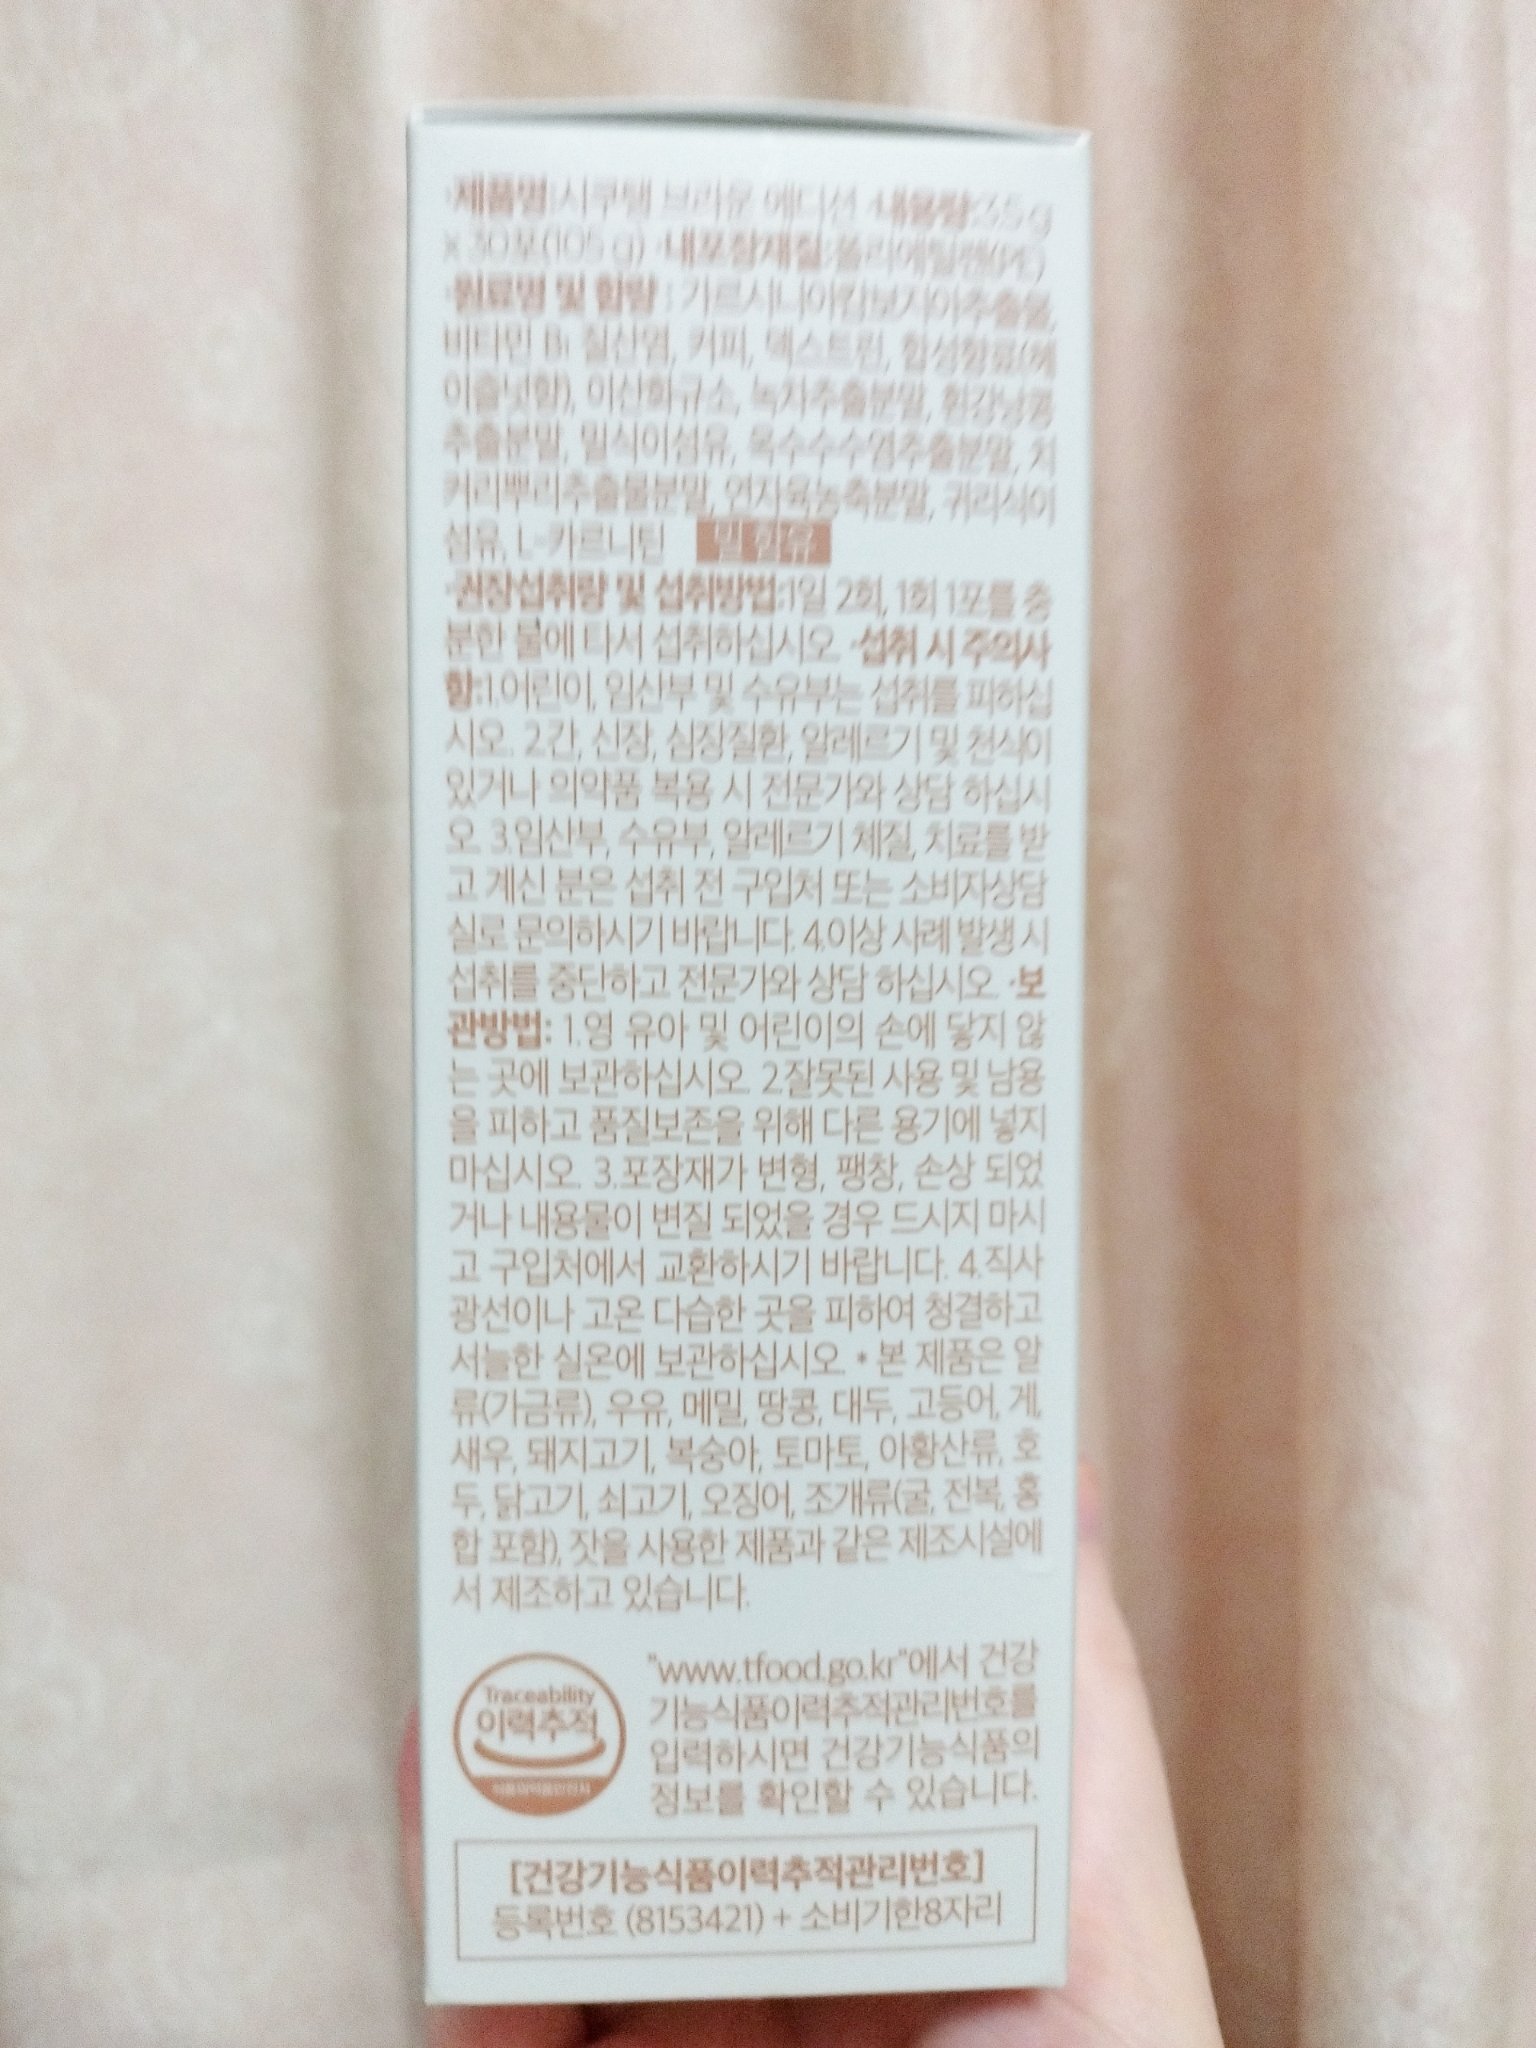 ·제품명:시쿠탱 브라운 에디션 ·내용량:3.5 g
x 30포(105 g) ·내포장재질:폴리에틸렌(PE)
·원료명 및 함량 : 가르시니아캄보지아추출물,
비타민 B1 질산염, 커피, 덱스트린, 합성향료(헤
이즐넛향), 이산화규소, 녹차추출분말, 흰강낭콩
추출분말, 밀식이섬유, 옥수수수염추출분말, 치
커리뿌리추출물분말, 연자육농축분말, 귀리식이
섬유, L-카르니틴 밀 함유
·권장섭취량 및 섭취방법:1일 2회, 1회 1포를 충
분한 물에 타서 섭취하십시오. ·섭취 시 주의사
항:1.어린이, 임산부 및 수유부는 섭취를 피하십
시오. 2.간, 신장, 심장질환, 알레르기 및 천식이
있거나 의약품 복용 시 전문가와 상담 하십시
오. 3.임산부, 수유부, 알레르기 체질, 치료를 받
고 계신 분은 섭취 전 구입처 또는 소비자상담
실로 문의하시기 바랍니다. 4.이상 사례 발생 시
섭취를 중단하고 전문가와 상담 하십시오. ·보
관방법: 1.영 유아 및 어린이의 손에 닿지 않
는 곳에 보관하십시오. 2.잘못된 사용 및 남용
을 피하고 품질보존을 위해 다른 용기에 넣지
마십시오. 3.포장재가 변형, 팽창, 손상 되었
거나 내용물이 변질 되었을 경우 드시지 마시
고 구입처에서 교환하시기 바랍니다. 4.직사
광선이나 고온 다습한 곳을 피하여 청결하고
서늘한 실온에 보관하십시오. * 본 제품은 알
류(가금류), 우유, 메밀, 땅콩, 대두, 고등어, 게,
새우, 돼지고기, 복숭아, 토마토, 아황산류, 호
두, 닭고기, 쇠고기, 오징어, 조개류(굴, 전복, 홍
합 포함), 잣을 사용한 제품과 같은 제조시설에
서 제조하고 있습니다.
Traceability
이력추적
식품의약품안전처
"www.tfood.go.kr"에서 건강
기능식품이력추적관리번호를
입력하시면 건강기능식품의
정보를 확인할 수 있습니다.
[건강기능식품이력추적관리번호]
등록번호 (8153421) + 소비기한8자리